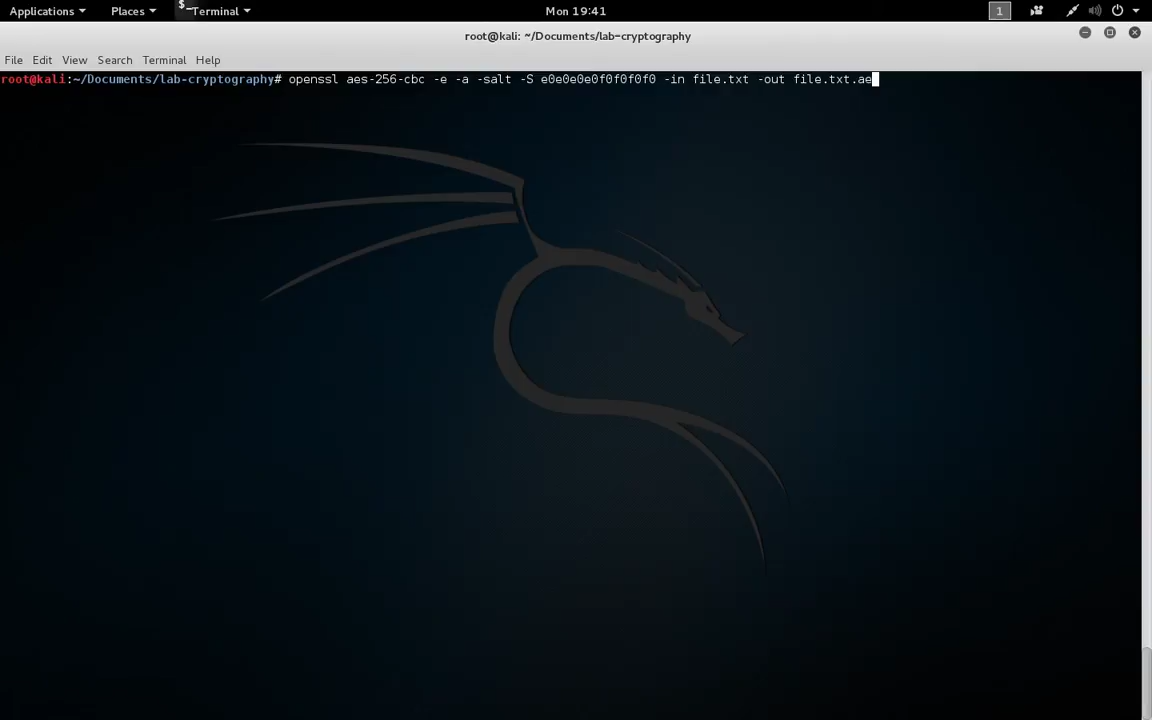 Applications Places $_ Terminal Mon 19:41 1
root@kali: ~/Documents/lab-cryptography
File Edit View Search Terminal Help
root@kali:~/Documents/lab-cryptography# openssl aes-256-cbc -e -a -salt -S e0e0e0e0f0f0f0f0 -in file.txt -out file.txt.ae